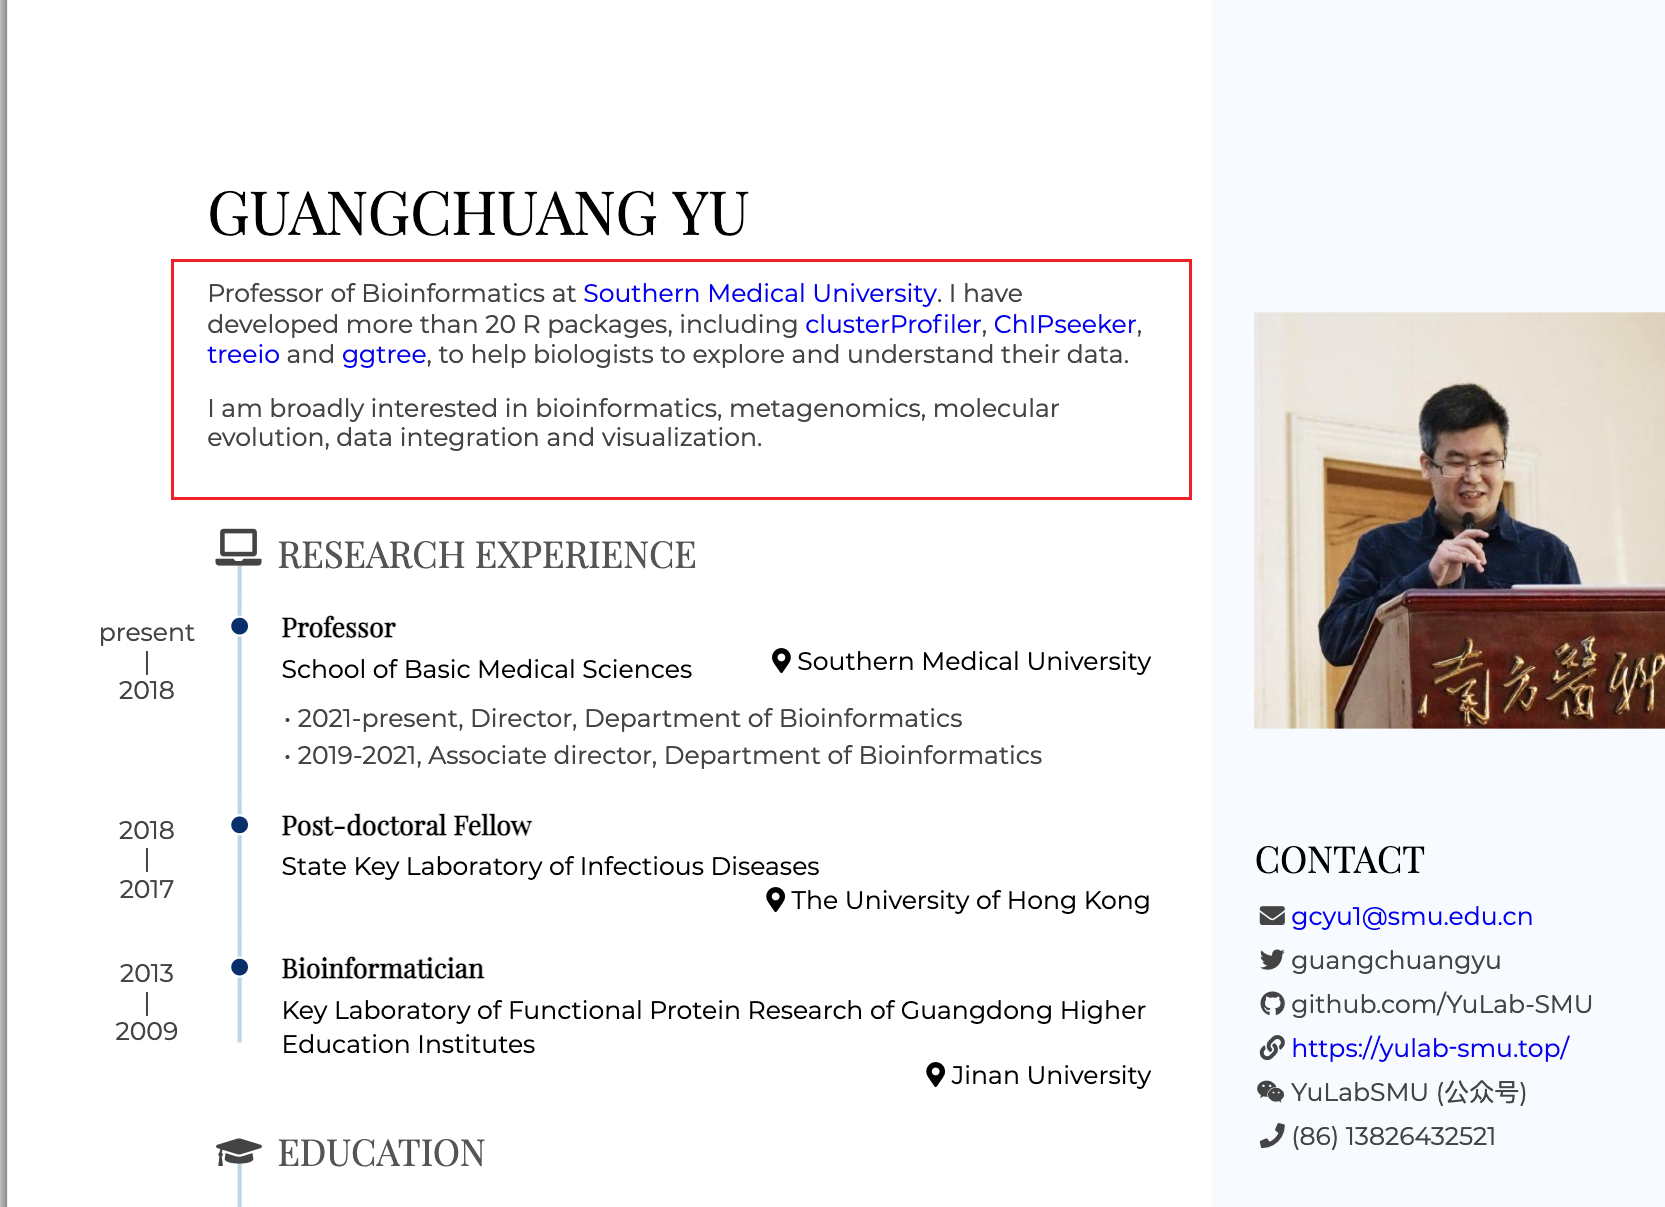 GUANGCHUANG YU
Professor of Bioinformatics at Southern Medical University. I have
developed more than 20 R packages, including clusterProfiler, ChIPseeker,
treeio and ggtree, to help biologists to explore and understand their data.
I am broadly interested in bioinformatics, metagenomics, molecular
evolution, data integration and visualization.
RESEARCH EXPERIENCE
present
|
2018
Professor
School of Basic Medical Sciences
Southern Medical University
• 2021-present, Director, Department of Bioinformatics
• 2019-2021, Associate director, Department of Bioinformatics
2018
|
2017
Post-doctoral Fellow
State Key Laboratory of Infectious Diseases
The University of Hong Kong
2013
|
2009
Bioinformatician
Key Laboratory of Functional Protein Research of Guangdong Higher
Education Institutes
Jinan University
EDUCATION
南方醫科
CONTACT
gcyu1@smu.edu.cn
guangchuangyu
github.com/YuLab-SMU
https://yulab-smu.top/
YuLabSMU (公众号)
(86) 13826432521